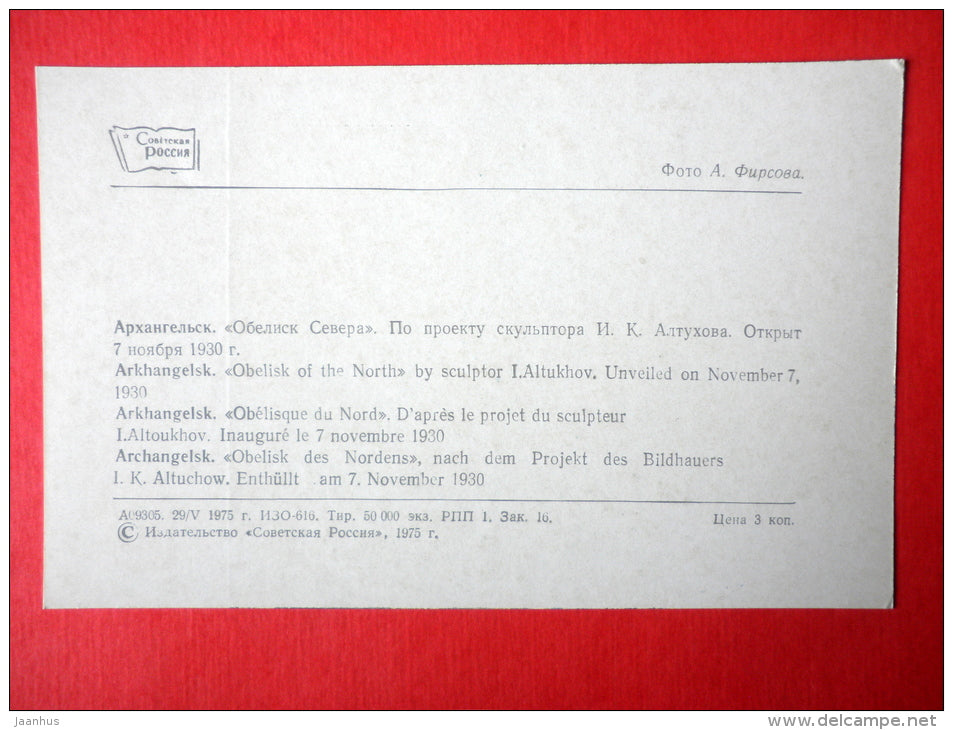 Советская
РОССИЯ
Фото А. Фирсова.
Архангельск. «Обелиск Севера». По проекту скульптора И. К. Алтухова. Открыт
7 ноября 1930 г.
Arkhangelsk. «Obelisk of the North» by sculptor I.Altukhov. Unveiled on November 7,
1930
Arkhangelsk. «Obélisque du Nord». D'après le projet du sculpteur
I.Altoukhov. Inauguré le 7 novembre 1930
Archangelsk. «Obelisk des Nordens», nach dem Projekt des Bildhauers
I. K. Altuchow. Enthüllt am 7. November 1930
А09305. 29/V 1975 г. ИЗО-616. Тир. 50 000 экз. РПП 1. Зак. 16. Цена 3 коп.
© Издательство «Советская Россия», 1975 г.
jaanhus
www.delcampe.net